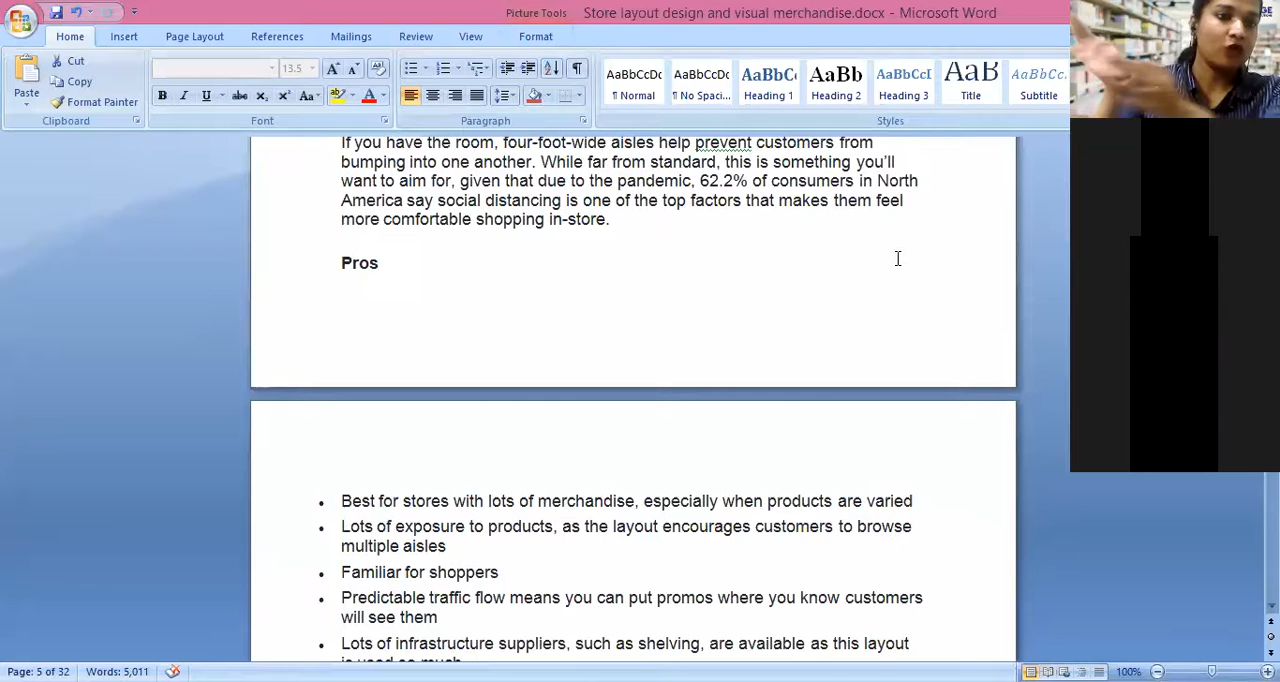 Picture Tools
Store layout design and visual merchandise.docx - Microsoft Word
Home
Insert
Page Layout
References
Mailings
Review
View
Format
Paste
Cut
Copy
Format Painter
Clipboard
13.5
Font
Paragraph
AaBbCcDc
¶ Normal
AaBbCcDc
¶ No Spaci...
AaBbC
Heading 1
AaBb
Heading 2
AaBbCcI
Heading 3
AaB
Title
AaBbCcL
Subtitle
Styles
If you have the room, four-foot-wide aisles help prevent customers from
bumping into one another. While far from standard, this is something you'll
want to aim for, given that due to the pandemic, 62.2% of consumers in North
America say social distancing is one of the top factors that makes them feel
more comfortable shopping in-store.
Pros
• Best for stores with lots of merchandise, especially when products are varied
• Lots of exposure to products, as the layout encourages customers to browse
multiple aisles
• Familiar for shoppers
• Predictable traffic flow means you can put promos where you know customers
will see them
• Lots of infrastructure suppliers, such as shelving, are available as this layout
is used so much
Page: 5 of 32
Words: 5,011
100%